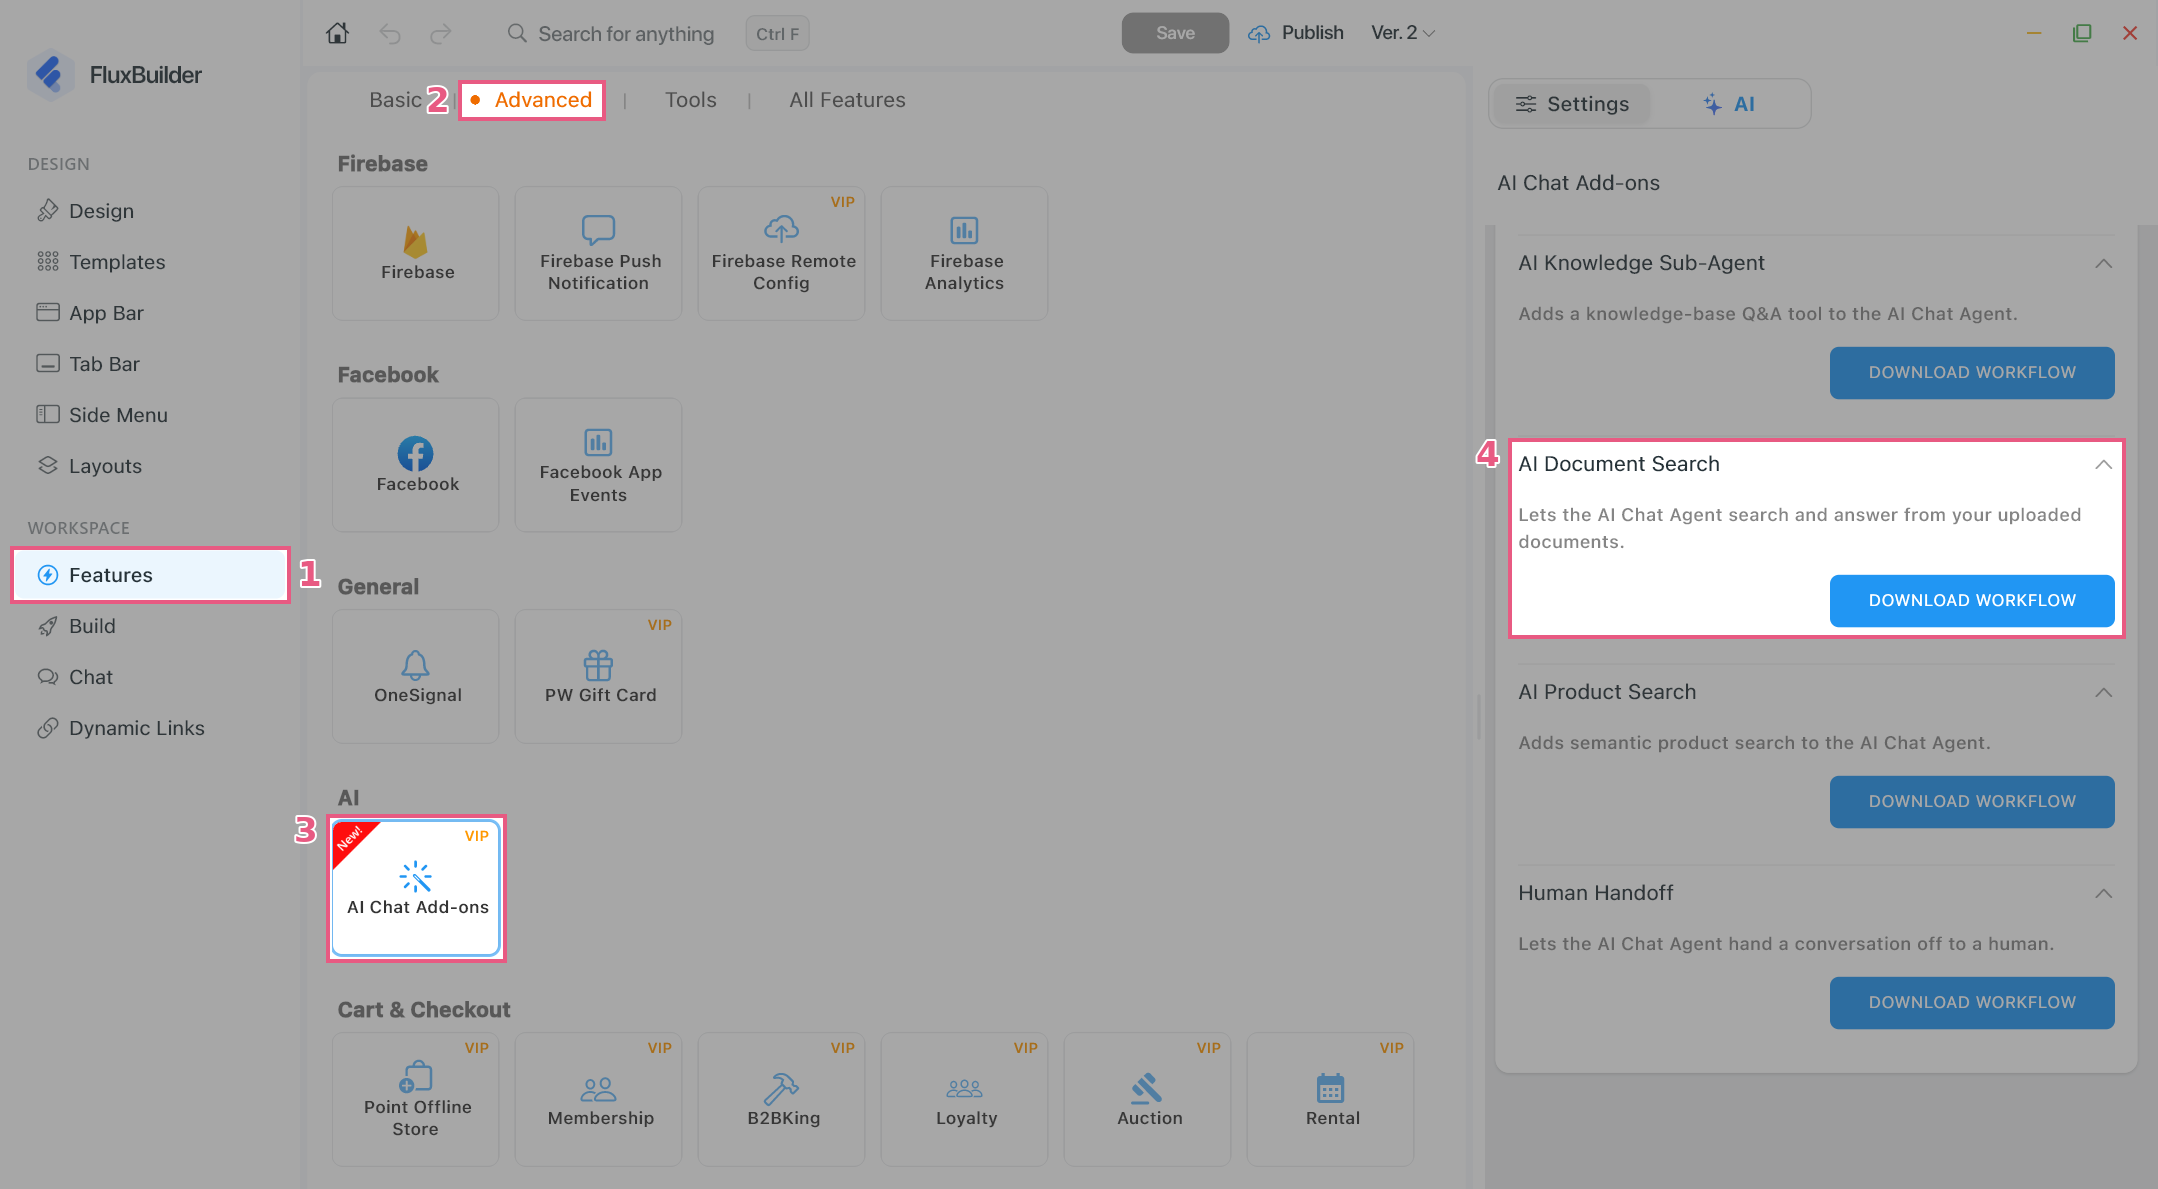 FluxBuilder
DESIGN
Design
Templates
App Bar
Tab Bar
Side Menu
Layouts
WORKSPACE
Features
1
Build
Chat
Dynamic Links
Search for anything
Ctrl F
Save
Publish
Ver. 2
Basic
2
Advanced
Tools
All Features
Firebase
Firebase
Firebase Push
Notification
VIP
Firebase Remote
Config
Firebase
Analytics
Facebook
Facebook
Facebook App
Events
General
OneSignal
VIP
PW Gift Card
AI
3
New!
VIP
AI Chat Add-ons
Cart & Checkout
VIP
Point Offline
Store
VIP
Membership
VIP
B2BKing
VIP
Loyalty
VIP
Auction
VIP
Rental
Settings
AI
AI Chat Add-ons
AI Knowledge Sub-Agent
Adds a knowledge-base Q&A tool to the AI Chat Agent.
DOWNLOAD WORKFLOW
4
AI Document Search
Lets the AI Chat Agent search and answer from your uploaded
documents.
DOWNLOAD WORKFLOW
AI Product Search
Adds semantic product search to the AI Chat Agent.
DOWNLOAD WORKFLOW
Human Handoff
Lets the AI Chat Agent hand a conversation off to a human.
DOWNLOAD WORKFLOW